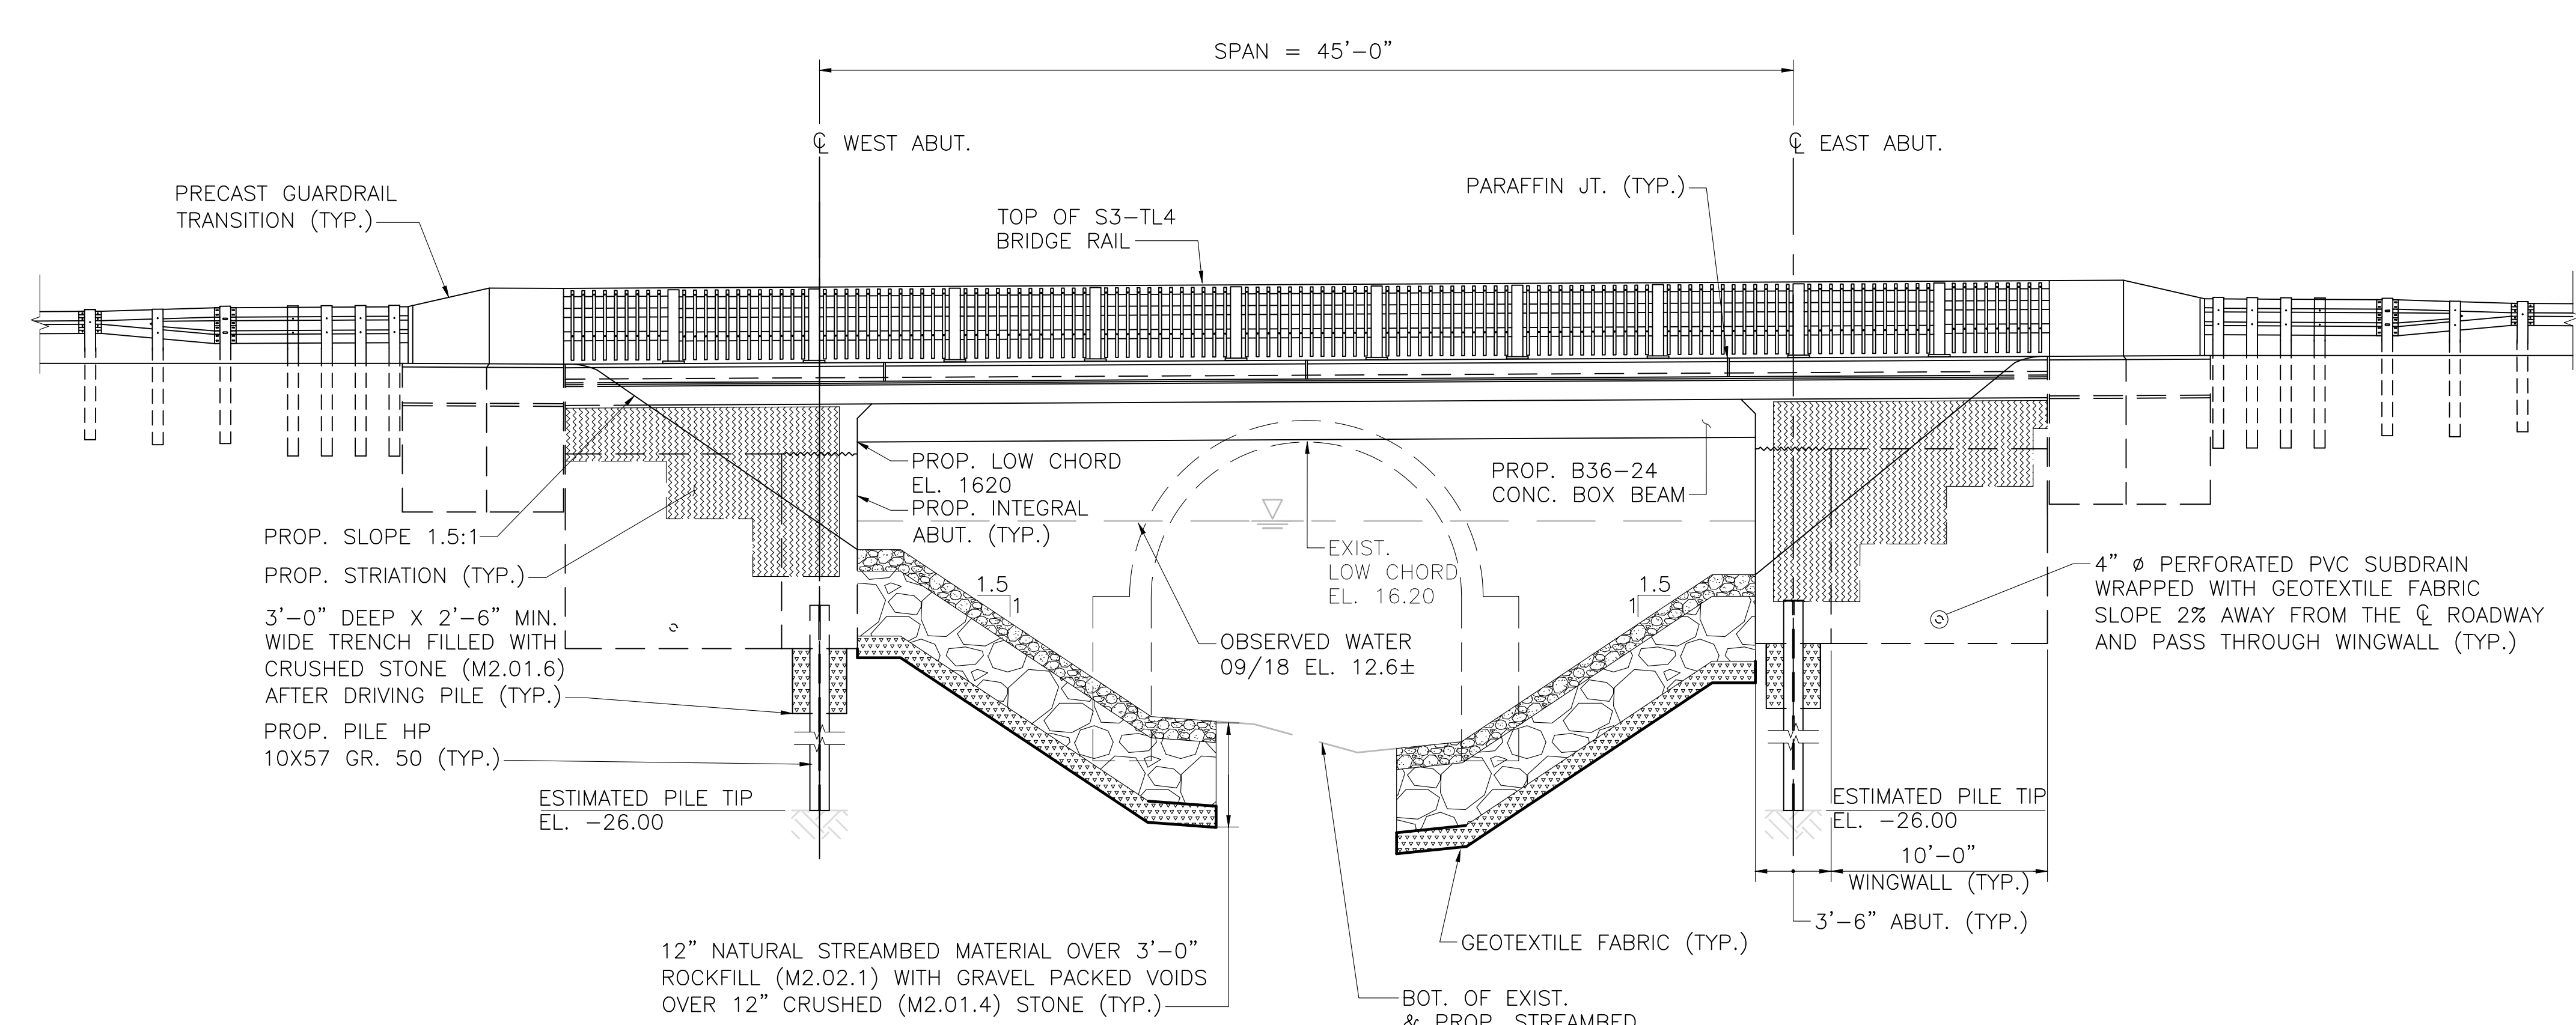 SPAN = 45'-0"
℄ WEST ABUT.
℄ EAST ABUT.
PRECAST GUARDRAIL
TRANSITION (TYP.)
PARAFFIN JT. (TYP.)
TOP OF S3-TL4
BRIDGE RAIL
PROP. LOW CHORD
EL. 1620
PROP. INTEGRAL
ABUT. (TYP.)
PROP. B36-24
CONC. BOX BEAM
PROP. SLOPE 1.5:1
PROP. STRIATION (TYP.)
3'-0" DEEP X 2'-6" MIN.
WIDE TRENCH FILLED WITH
CRUSHED STONE (M2.01.6)
AFTER DRIVING PILE (TYP.)
PROP. PILE HP
10X57 GR. 50 (TYP.)
1.5
1
EXIST.
LOW CHORD
EL. 16.20
1.5
1
OBSERVED WATER
09/18 EL. 12.6±
4" ø PERFORATED PVC SUBDRAIN
WRAPPED WITH GEOTEXTILE FABRIC
SLOPE 2% AWAY FROM THE ℄ ROADWAY
AND PASS THROUGH WINGWALL (TYP.)
ESTIMATED PILE TIP
EL. -26.00
ESTIMATED PILE TIP
EL. -26.00
10'-0"
WINGWALL (TYP.)
3'-6" ABUT. (TYP.)
GEOTEXTILE FABRIC (TYP.)
12" NATURAL STREAMBED MATERIAL OVER 3'-0"
ROCKFILL (M2.02.1) WITH GRAVEL PACKED VOIDS
OVER 12" CRUSHED (M2.01.4) STONE (TYP.)
BOT. OF EXIST.
& PROP. STREAMBED